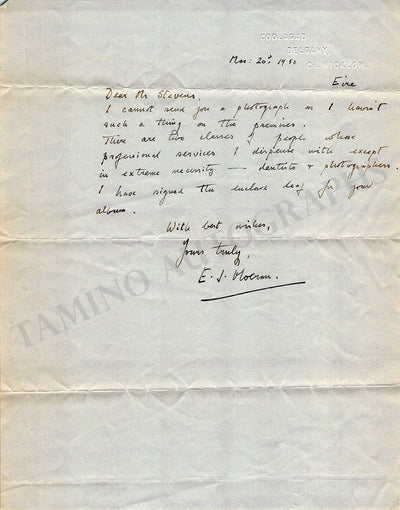 COOLAGAD
DELGANY,
CO. WICKLOW.
Mar: 20th 1950
Eire
Dear Mr Stevens,
I cannot send you a photograph as I haven't
such a thing on the premises.
There are two classes of people whose
professional services I dispense with except
in extreme necessity — dentists & photographers.
I have signed the enclosed leaf for your
album.
With best wishes,
Yours truly,
E. J. Moeran
TAMINO AUTOGRAPHS